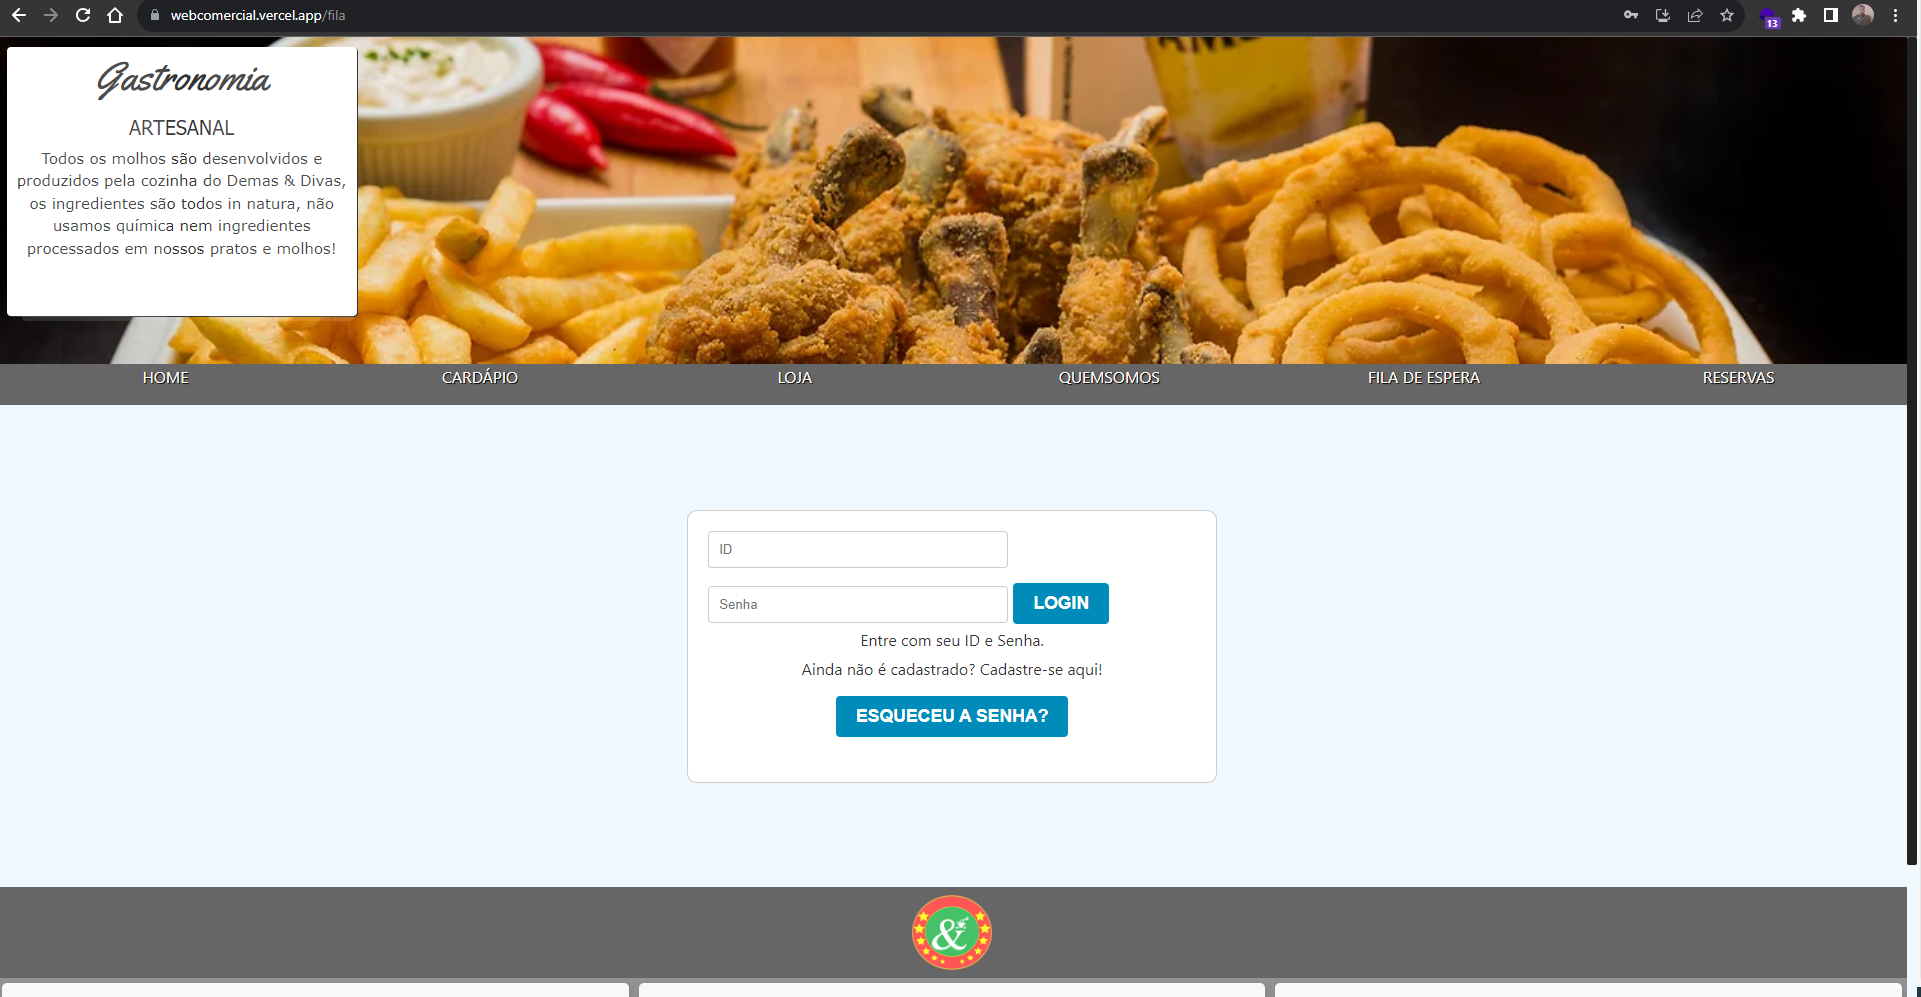 webcomercial.vercel.app/fila
13
Gastronomia
ARTESANAL
Todos os molhos são desenvolvidos e
produzidos pela cozinha do Demas & Divas,
os ingredientes são todos in natura, não
usamos química nem ingredientes
processados em nossos pratos e molhos!
HOME CARDÁPIO LOJA QUEMSOMOS FILA DE ESPERA RESERVAS
ID
Senha LOGIN
Entre com seu ID e Senha.
Ainda não é cadastrado? Cadastre-se aqui!
ESQUECEU A SENHA?
&